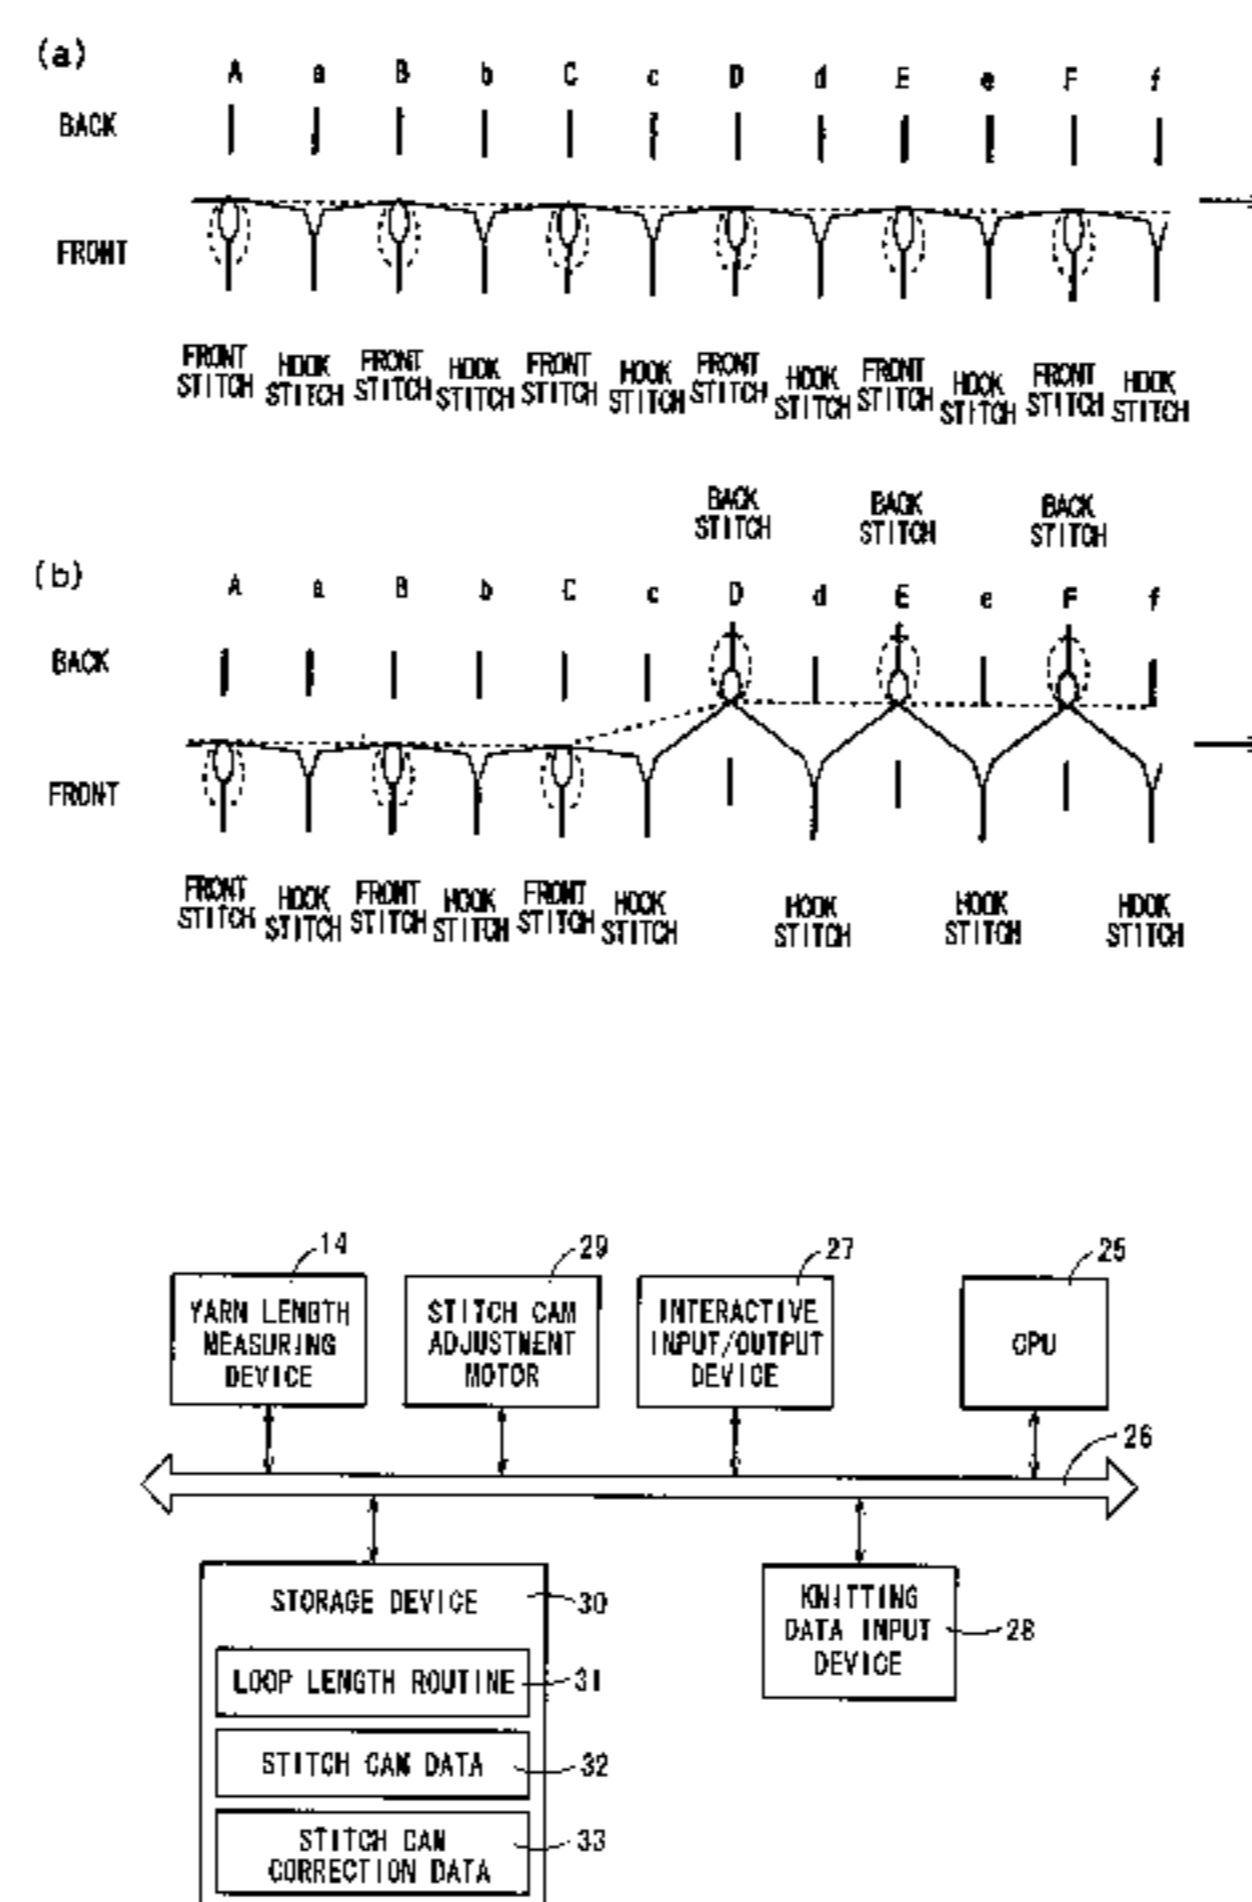 (a)
A a B b C c D d E e F f
BACK
FRONT
FRONT STITCH HOOK STITCH FRONT STITCH HOOK STITCH FRONT STITCH HOOK STITCH FRONT STITCH HOOK STITCH FRONT STITCH HOOK STITCH FRONT STITCH HOOK STITCH
BACK STITCH BACK STITCH BACK STITCH
(b)
A a B b C c D d E e F f
BACK
FRONT
FRONT STITCH HOOK STITCH FRONT STITCH HOOK STITCH FRONT STITCH HOOK STITCH HOOK STITCH HOOK STITCH HOOK STITCH
14
29
27
25
YARN LENGTH
MEASURING
DEVICE
STITCH CAM
ADJUSTMENT
MOTOR
INTERACTIVE
INPUT/OUTPUT
DEVICE
CPU
26
STORAGE DEVICE
30
LOOP LENGTH ROUTINE
31
STITCH CAM DATA
32
STITCH CAM
CORRECTION DATA
33
KNITTING
DATA INPUT
DEVICE
28